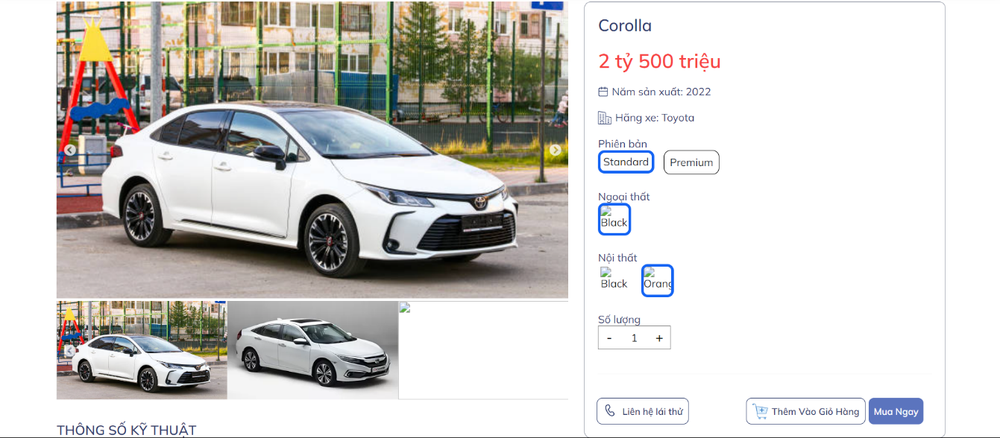 Corolla
2 tỷ 500 triệu
Năm sản xuất: 2022
Hãng xe: Toyota
Phiên bản
Standard
Premium
Ngoại thất
Black
Nội thất
Black
Orang
Số lượng
- 1 +
Liên hệ lái thử
Thêm Vào Giỏ Hàng
Mua Ngay
THÔNG SỐ KỸ THUẬT